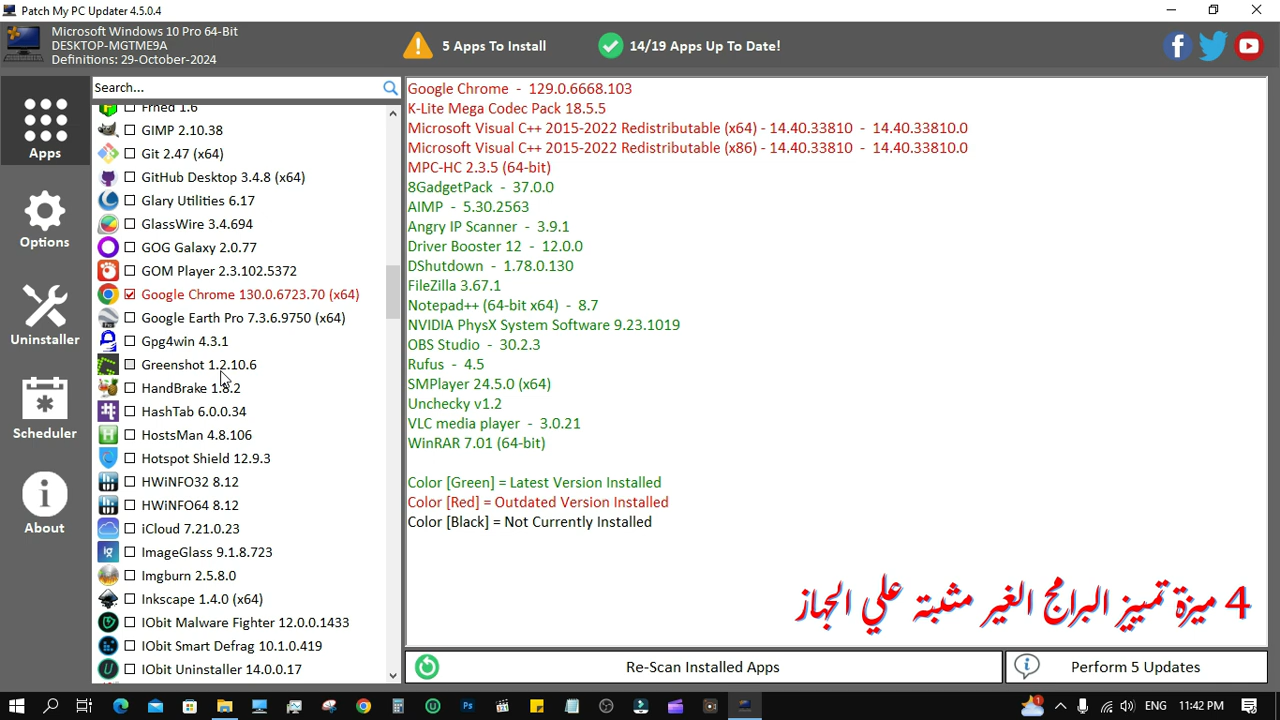 Patch My PC Updater 4.5.0.4
Microsoft Windows 10 Pro 64-Bit
DESKTOP-MGTME9A
Definitions: 29-October-2024
5 Apps To Install
14/19 Apps Up To Date!
Apps
Options
Uninstaller
Scheduler
About
Search...
GIMP 2.10.38
Git 2.47 (x64)
GitHub Desktop 3.4.8 (x64)
Glary Utilities 6.17
GlassWire 3.4.694
GOG Galaxy 2.0.77
GOM Player 2.3.102.5372
Google Chrome 130.0.6723.70 (x64)
Google Earth Pro 7.3.6.9750 (x64)
Gpg4win 4.3.1
Greenshot 1.2.10.6
HandBrake 1.8.2
HashTab 6.0.0.34
HostsMan 4.8.106
Hotspot Shield 12.9.3
HWiNFO32 8.12
HWiNFO64 8.12
iCloud 7.21.0.23
ImageGlass 9.1.8.723
Imgburn 2.5.8.0
Inkscape 1.4.0 (x64)
IObit Malware Fighter 12.0.0.1433
IObit Smart Defrag 10.1.0.419
IObit Uninstaller 14.0.0.17
Google Chrome - 129.0.6668.103
K-Lite Mega Codec Pack 18.5.5
Microsoft Visual C++ 2015-2022 Redistributable (x64) - 14.40.33810 - 14.40.33810.0
Microsoft Visual C++ 2015-2022 Redistributable (x86) - 14.40.33810 - 14.40.33810.0
MPC-HC 2.3.5 (64-bit)
8GadgetPack - 37.0.0
AIMP - 5.30.2563
Angry IP Scanner - 3.9.1
Driver Booster 12 - 12.0.0
DShutdown - 1.78.0.130
FileZilla 3.67.1
Notepad++ (64-bit x64) - 8.7
NVIDIA PhysX System Software 9.23.1019
OBS Studio - 30.2.3
Rufus - 4.5
SMPlayer 24.5.0 (x64)
Unchecky v1.2
VLC media player - 3.0.21
WinRAR 7.01 (64-bit)
Color [Green] = Latest Version Installed
Color [Red] = Outdated Version Installed
Color [Black] = Not Currently Installed
4 ميزة تمييز البرامج الغير مثبتة علي الجهاز
Re-Scan Installed Apps
Perform 5 Updates
ENG
11:42 PM